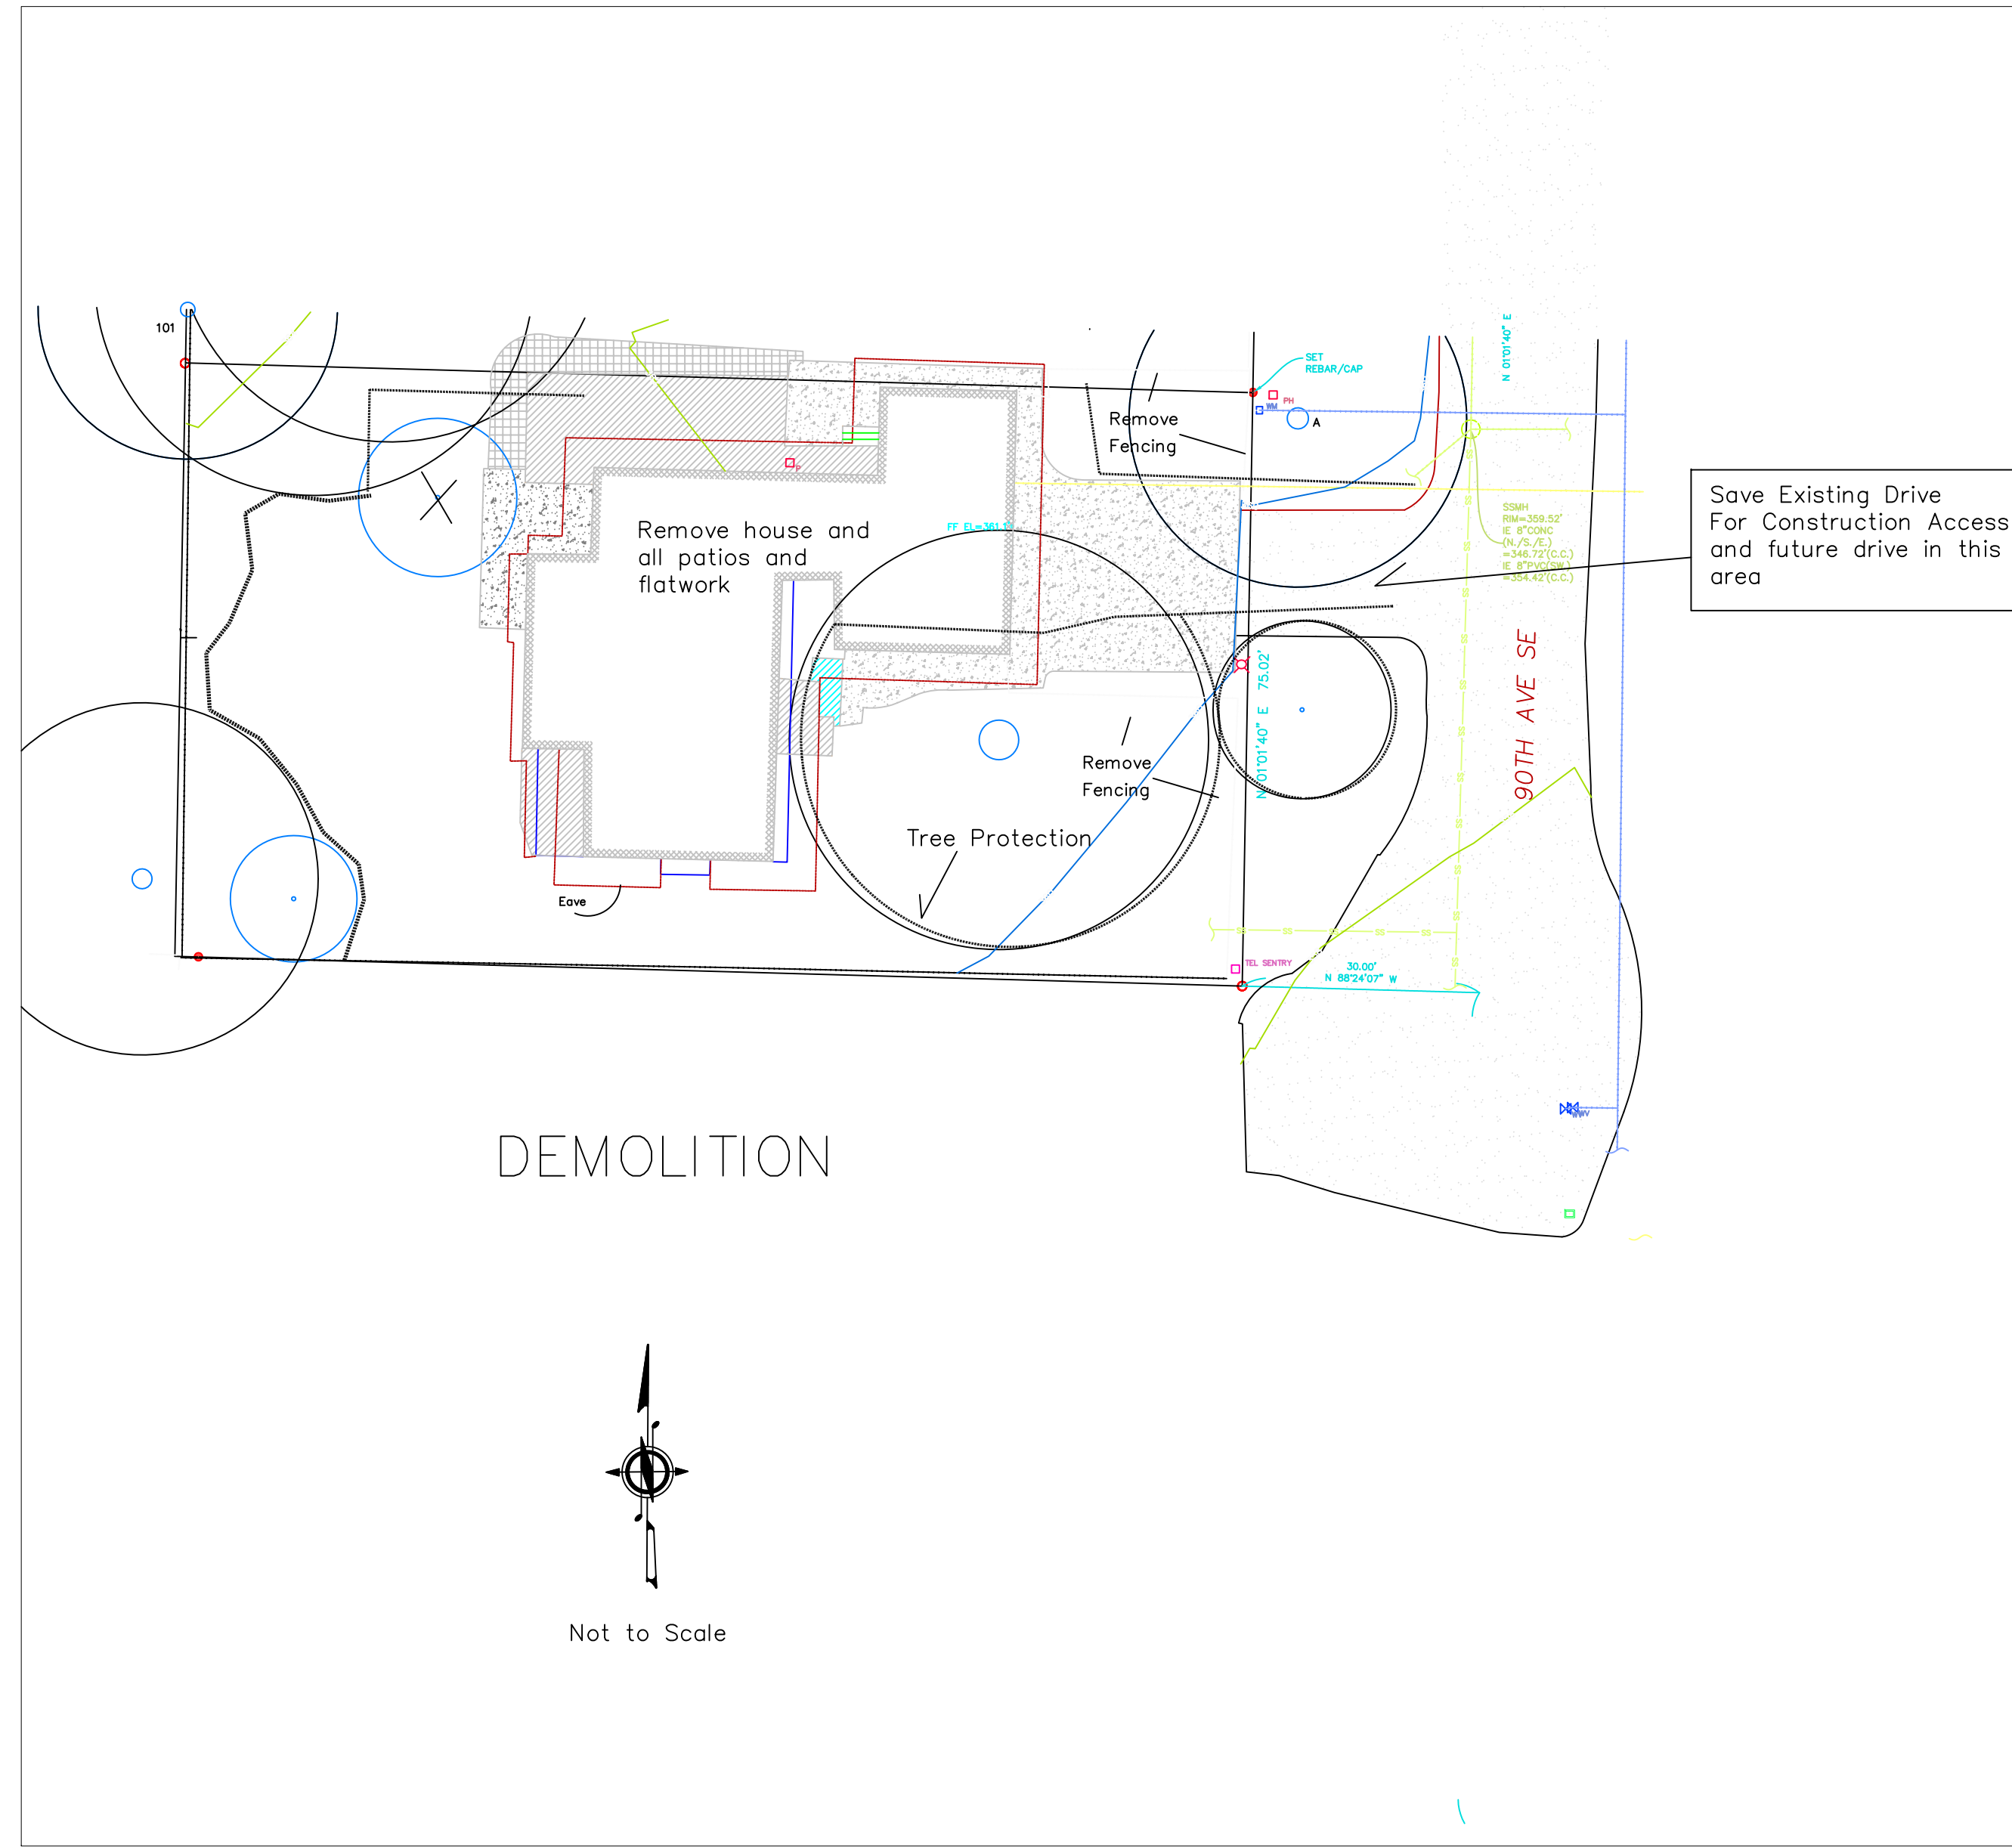 101
SET
REBAR/CAP
N 01°01'40" E
PH
WM
A
Remove
Fencing
P
Save Existing Drive
For Construction Access
and future drive in this
area
SSMH
RIM=359.52'
IE 8"CONC
(N./S./E.)
=346.72'(C.C.)
IE 8"PVC(SW.)
=354.42'(C.C.)
Remove house and
all patios and
flatwork
N 01°01'40" E 75.02'
90TH AVE SE
Remove
Fencing
Tree Protection
Eave
TEL SENTRY
30.00'
N 88°24'07" W
SS
DEMOLITION
Not to Scale